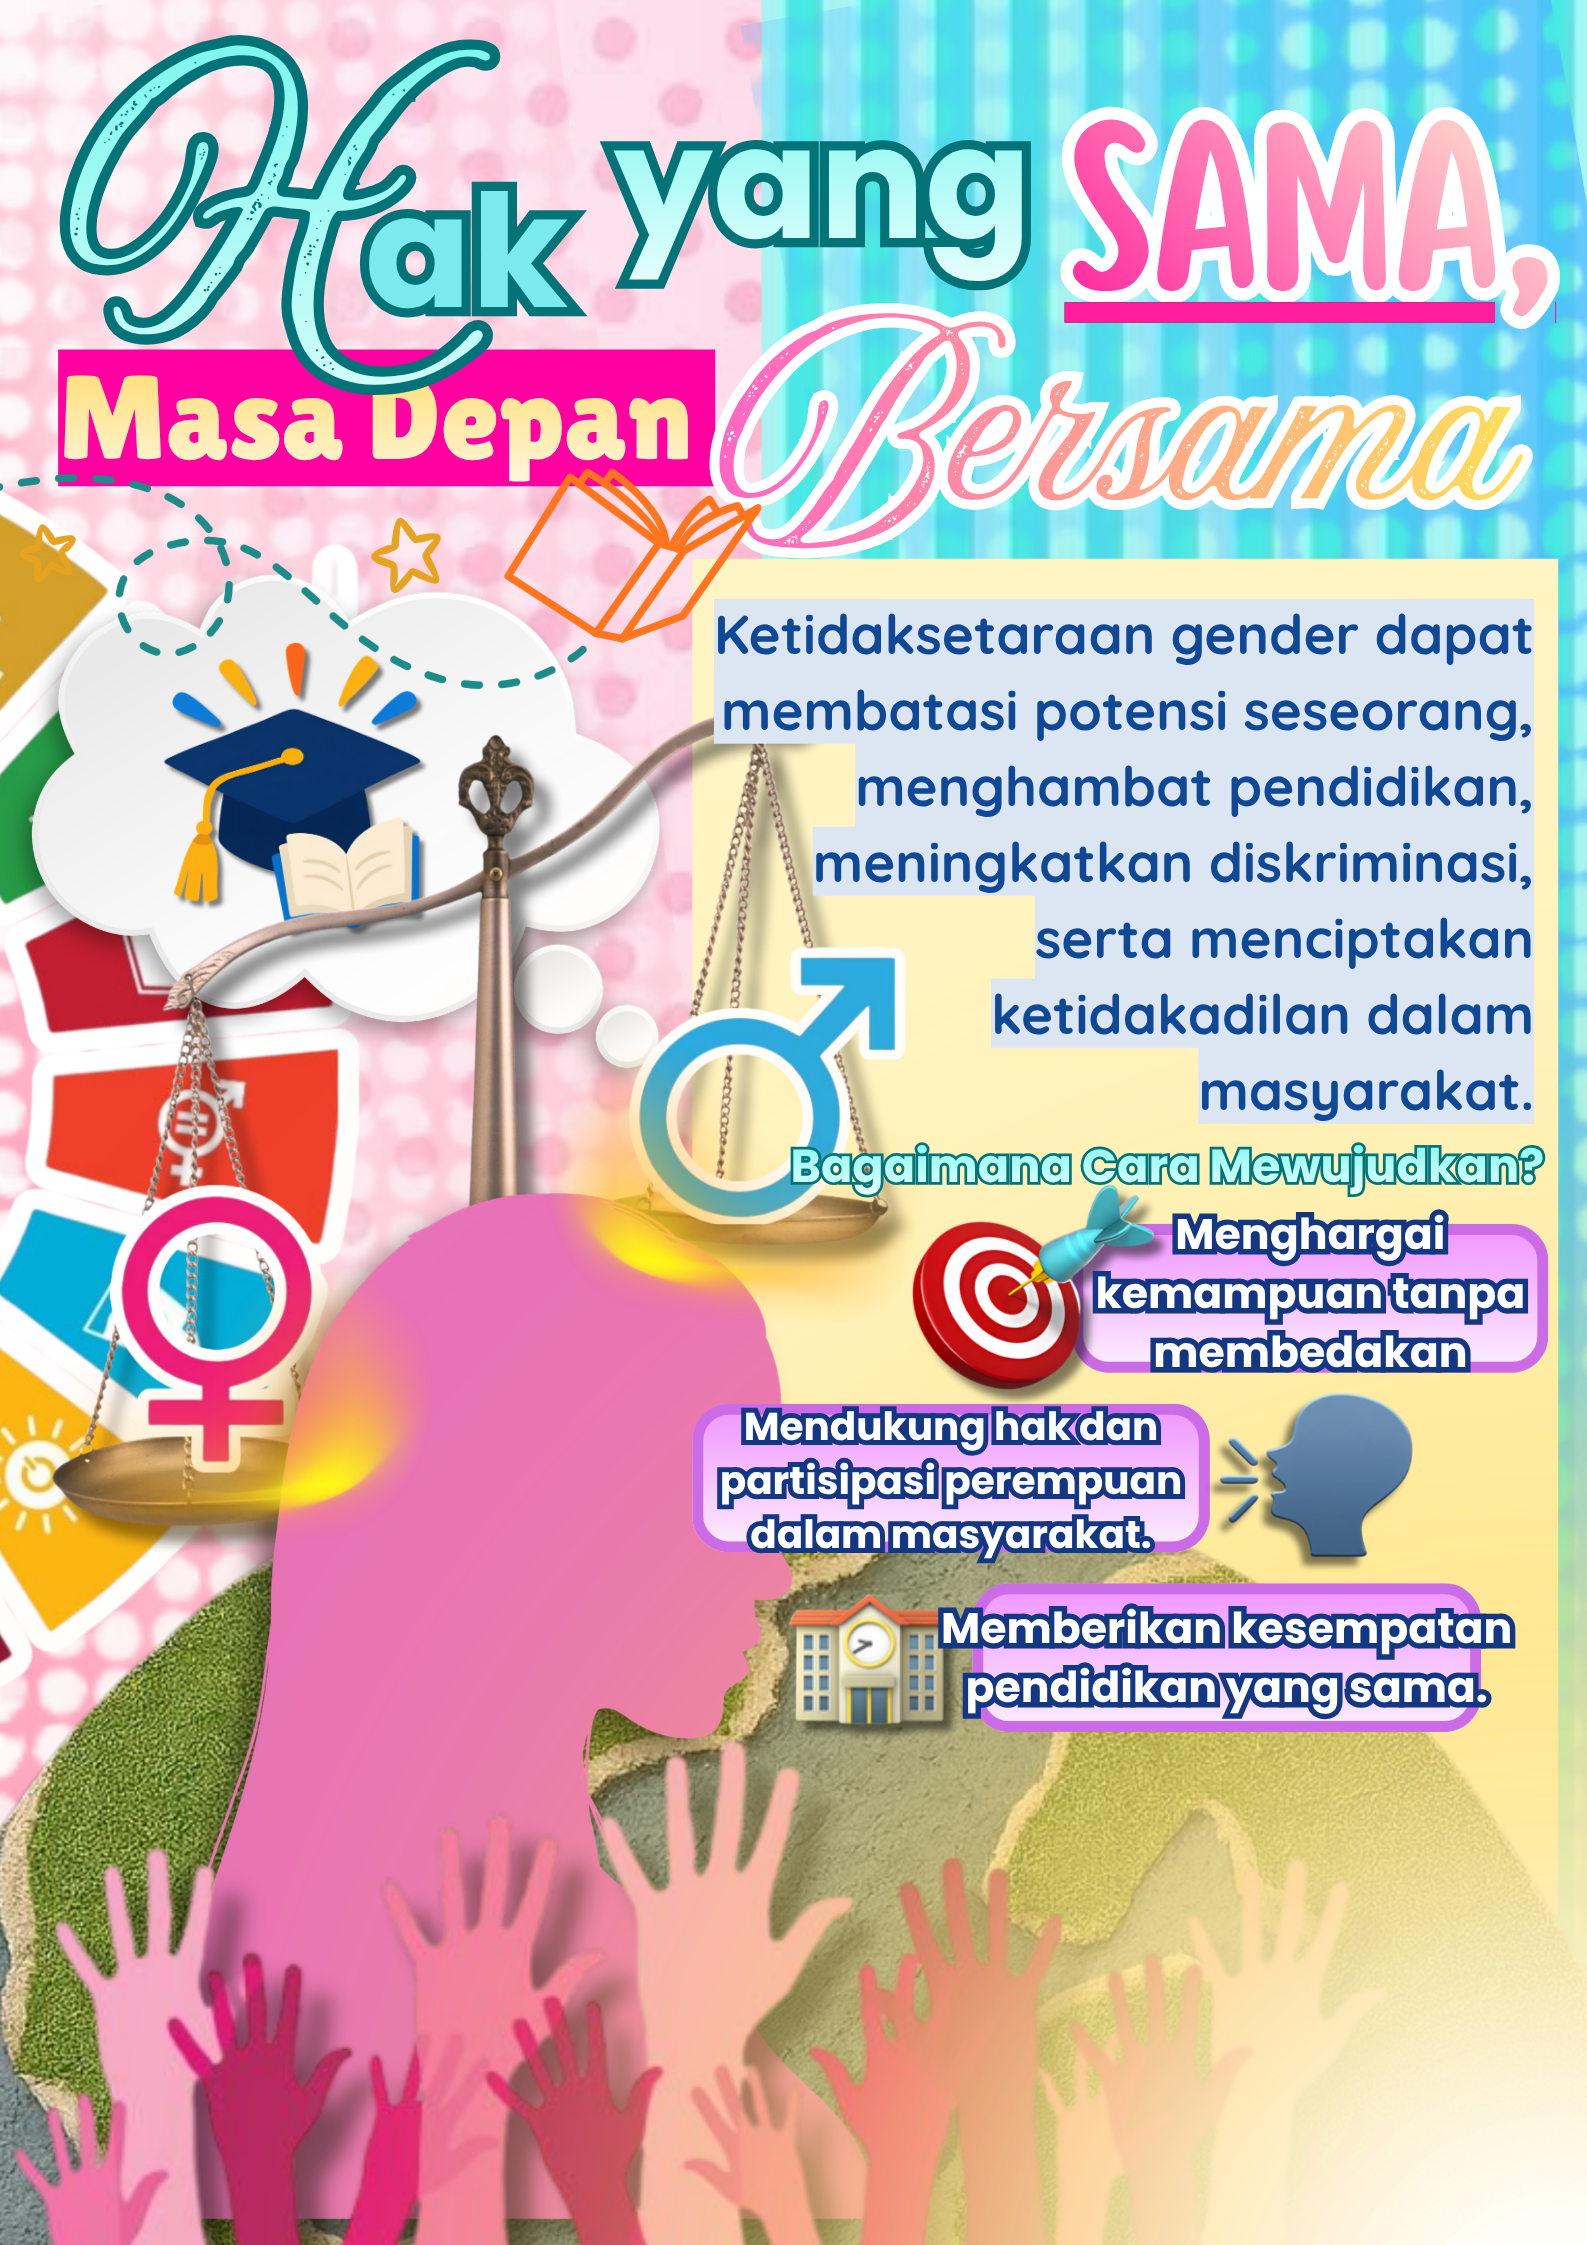 Hak yang SAMA,
Masa Depan Bersama
Ketidaksetaraan gender dapat
membatasi potensi seseorang,
menghambat pendidikan,
meningkatkan diskriminasi,
serta menciptakan
ketidakadilan dalam
masyarakat.
Bagaimana Cara Mewujudkan?
Menghargai
kemampuan tanpa
membedakan
Mendukung hak dan
partisipasi perempuan
dalam masyarakat.
Memberikan kesempatan
pendidikan yang sama.